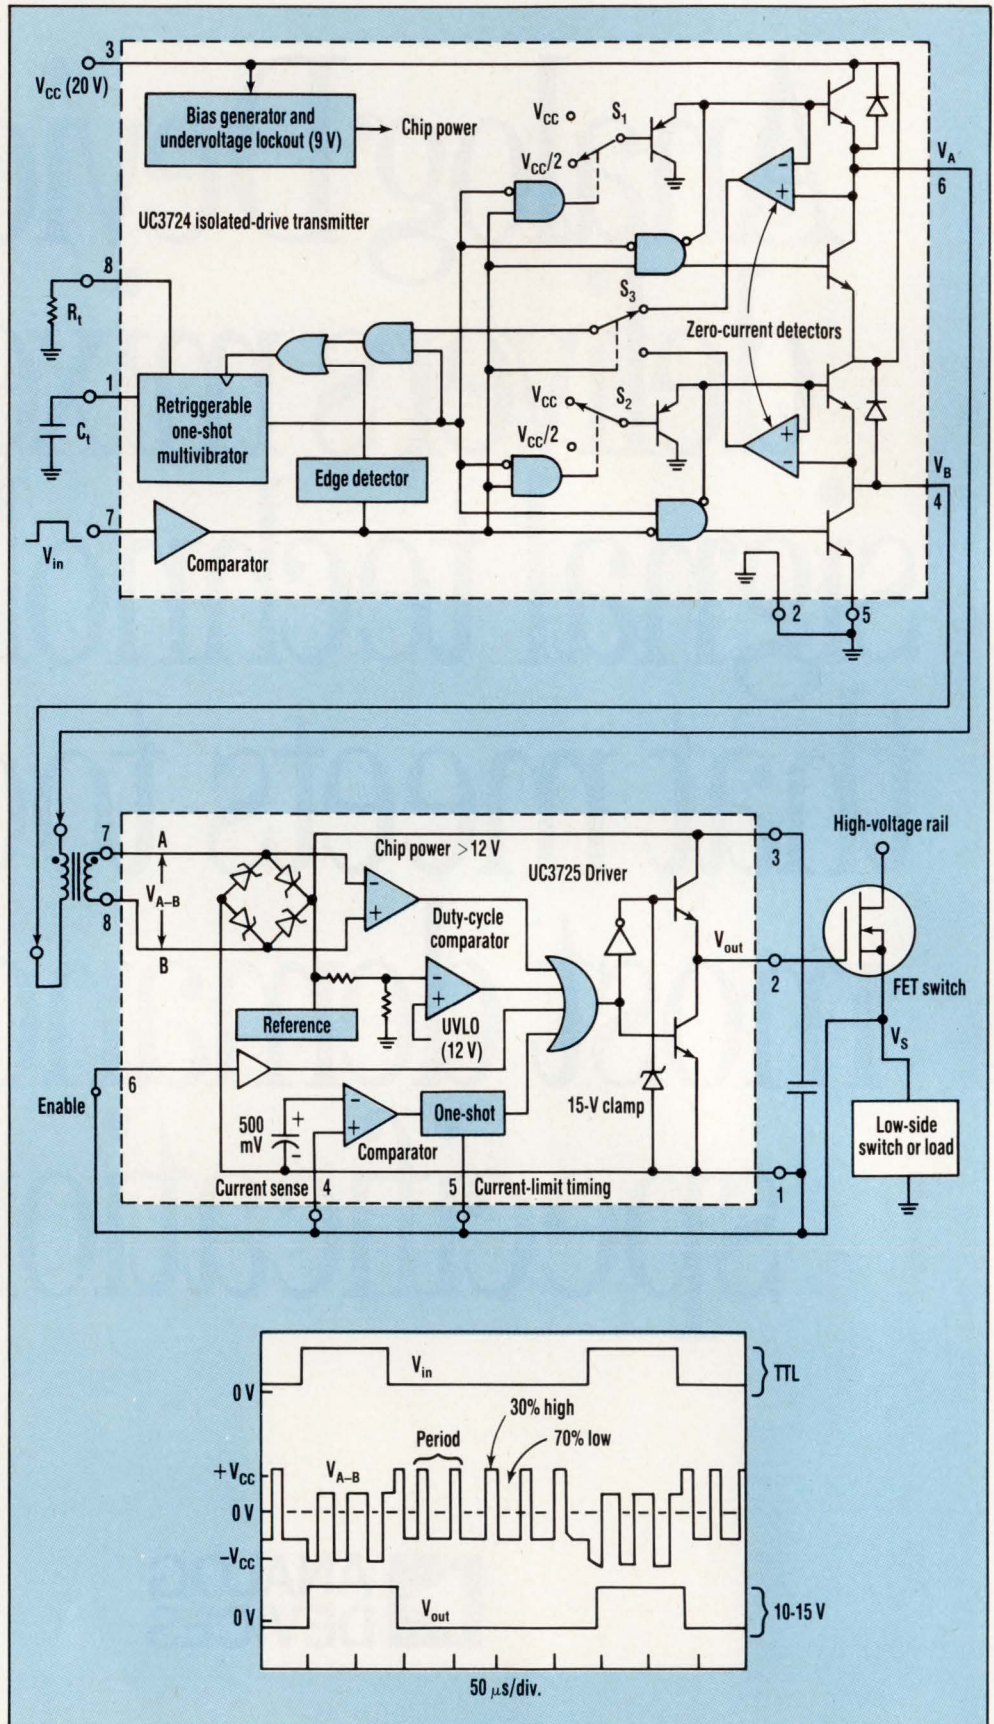 3
V_CC (20 V)
Bias generator and
undervoltage lockout (9 V)
Chip power
V_CC
S_1
V_CC/2
V_A
6
UC3724 isolated-drive transmitter
−
+
8
R_t
S_3
Zero-current detectors
1
C_t
Retriggerable
one-shot
multivibrator
V_CC
S_2
V_CC/2
+
−
Edge detector
V_B
4
7
V_in
Comparator
2
5
7
A
Chip power >12 V
UC3725 Driver
3
High-voltage rail
−
+
V_A–B
Duty-cycle
comparator
8
B
V_out
2
FET switch
−
+
Reference
UVLO
(12 V)
V_S
6
Enable
500
mV
+
−
−
+
One-shot
15-V clamp
Comparator
Low-side
switch or load
Current sense
4
5
Current-limit timing
1
V_in
TTL
0 V
30% high
Period
70% low
+V_CC
V_A–B
0 V
−V_CC
V_out
0 V
10-15 V
50 μs/div.